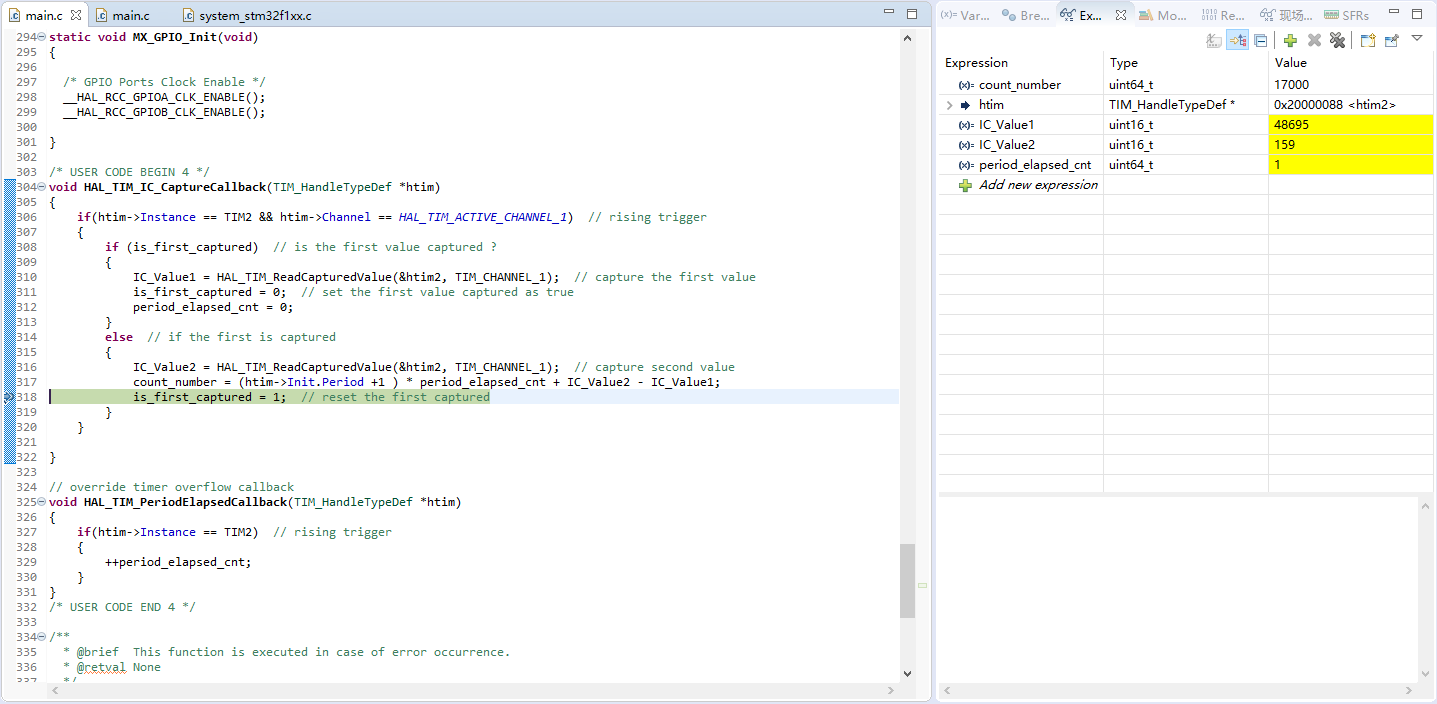 main.c
main.c
system_stm32f1xx.c
294 static void MX_GPIO_Init(void)
295 {
296
297 /* GPIO Ports Clock Enable */
298 __HAL_RCC_GPIOA_CLK_ENABLE();
299 __HAL_RCC_GPIOB_CLK_ENABLE();
300
301 }
302
303 /* USER CODE BEGIN 4 */
304 void HAL_TIM_IC_CaptureCallback(TIM_HandleTypeDef *htim)
305 {
306 if(htim->Instance == TIM2 && htim->Channel == HAL_TIM_ACTIVE_CHANNEL_1) // rising trigger
307 {
308 if (is_first_captured) // is the first value captured ?
309 {
310 IC_Value1 = HAL_TIM_ReadCapturedValue(&htim2, TIM_CHANNEL_1); // capture the first value
311 is_first_captured = 0; // set the first value captured as true
312 period_elapsed_cnt = 0;
313 }
314 else // if the first is captured
315 {
316 IC_Value2 = HAL_TIM_ReadCapturedValue(&htim2, TIM_CHANNEL_1); // capture second value
317 count_number = (htim->Init.Period +1 ) * period_elapsed_cnt + IC_Value2 - IC_Value1;
318 is_first_captured = 1; // reset the first captured
319 }
320 }
321
322 }
323
324 // override timer overflow callback
325 void HAL_TIM_PeriodElapsedCallback(TIM_HandleTypeDef *htim)
326 {
327 if(htim->Instance == TIM2) // rising trigger
328 {
329 ++period_elapsed_cnt;
330 }
331 }
332 /* USER CODE END 4 */
333
334 /**
335 * @brief This function is executed in case of error occurrence.
336 * @retval None
337 */
(x)= Var... Bre... Ex... Mo... Re... 现场... SFRs
Expression Type Value
(x)= count_number uint64_t 17000
htim TIM_HandleTypeDef * 0x20000088 <htim2>
(x)= IC_Value1 uint16_t 48695
(x)= IC_Value2 uint16_t 159
(x)= period_elapsed_cnt uint64_t 1
Add new expression